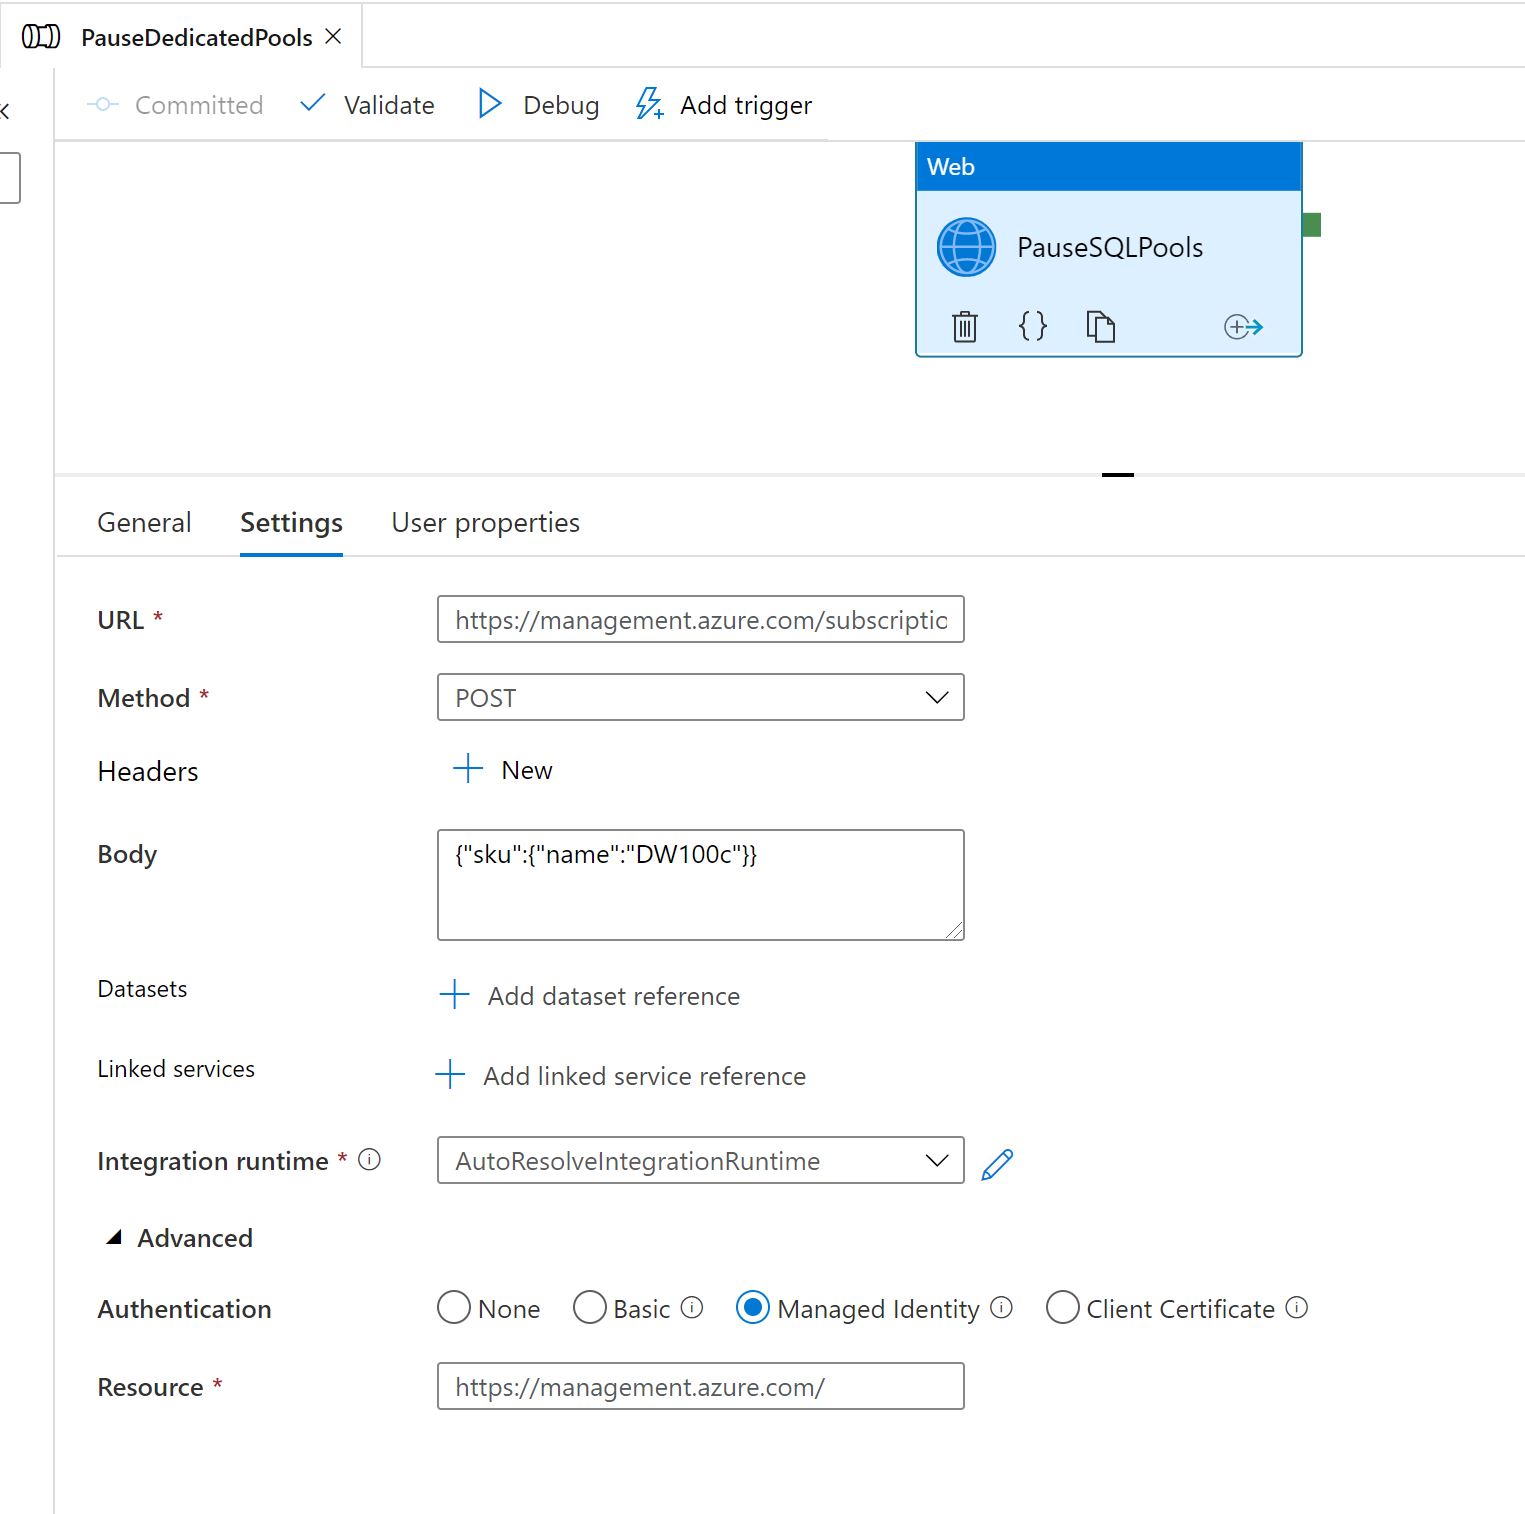 PauseDedicatedPools
Committed Validate Debug Add trigger
Web
PauseSQLPools
General Settings User properties
URL * https://management.azure.com/subscriptio
Method * POST
Headers New
Body {"sku":{"name":"DW100c"}}
Datasets Add dataset reference
Linked services Add linked service reference
Integration runtime * AutoResolveIntegrationRuntime
Advanced
Authentication None Basic Managed Identity Client Certificate
Resource * https://management.azure.com/